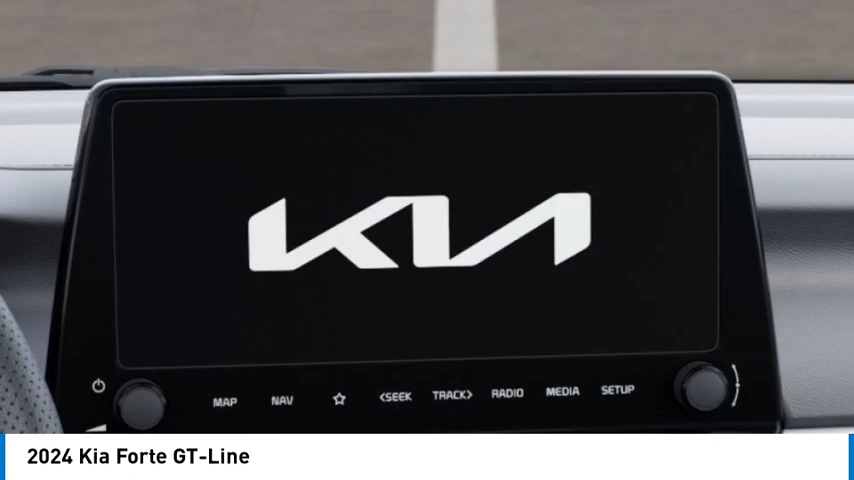 KIA
MAP NAV <SEEK TRACK> RADIO MEDIA SETUP
2024 Kia Forte GT-Line